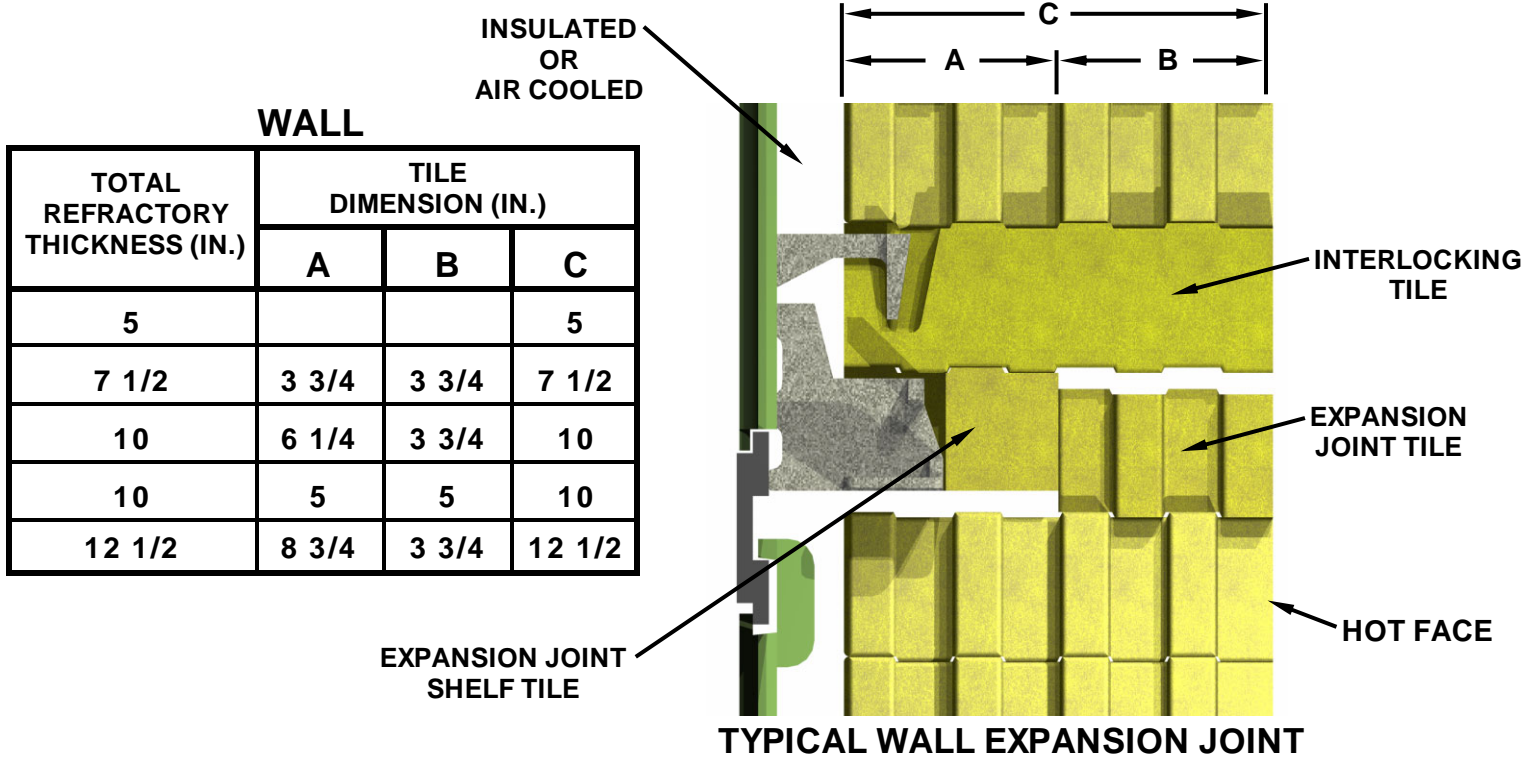 INSULATED
OR
AIR COOLED
C
A B
WALL
TOTAL
REFRACTORY
THICKNESS (IN.)
TILE
DIMENSION (IN.)
A B C
5 5
7 1/2 3 3/4 3 3/4 7 1/2
10 6 1/4 3 3/4 10
10 5 5 10
12 1/2 8 3/4 3 3/4 12 1/2
INTERLOCKING
TILE
EXPANSION
JOINT TILE
HOT FACE
EXPANSION JOINT
SHELF TILE
TYPICAL WALL EXPANSION JOINT